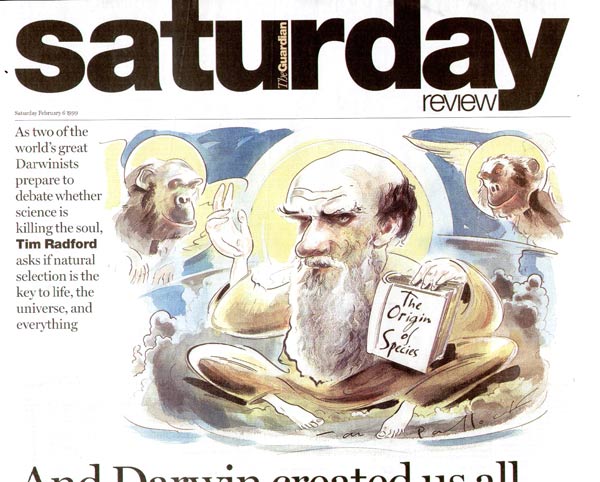 saturday
The Guardian
review
Saturday February 6 1999
As two of the
world's great
Darwinists
prepare to
debate whether
science is
killing the soul,
Tim Radford
asks if natural
selection is the
key to life, the
universe, and
everything
The
Origin
of
Species
And Darwin created us all